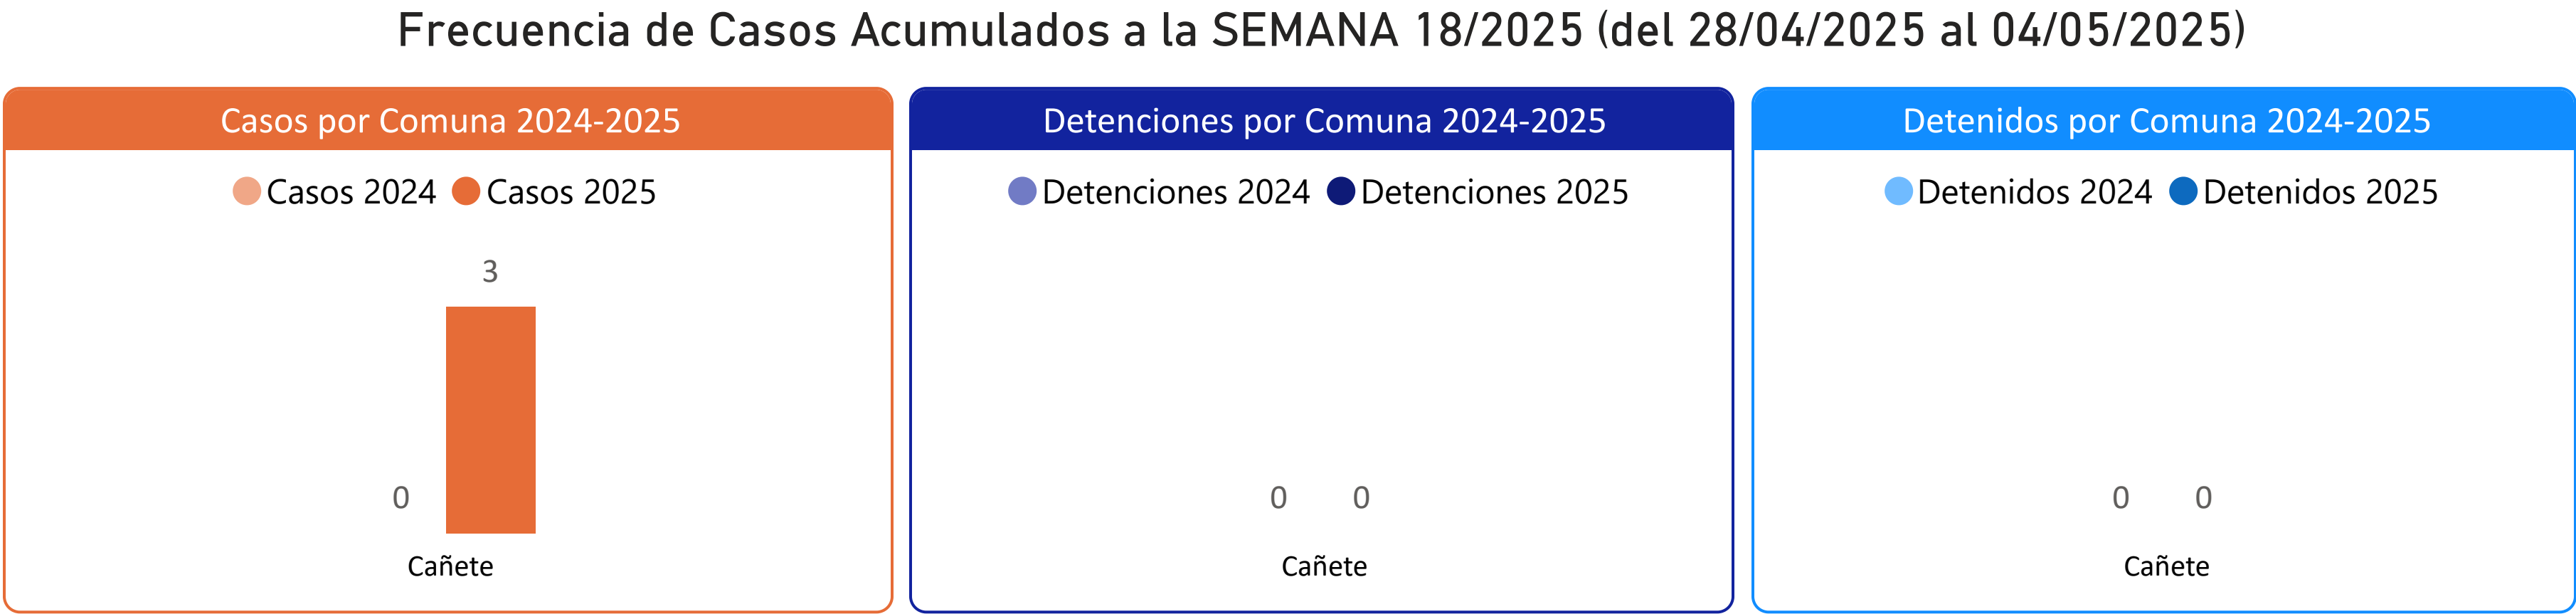 Frecuencia de Casos Acumulados a la SEMANA 18/2025 (del 28/04/2025 al 04/05/2025)
Casos por Comuna 2024-2025
Casos 2024 Casos 2025
3
0
Cañete
Detenciones por Comuna 2024-2025
Detenciones 2024 Detenciones 2025
0 0
Cañete
Detenidos por Comuna 2024-2025
Detenidos 2024 Detenidos 2025
0 0
Cañete